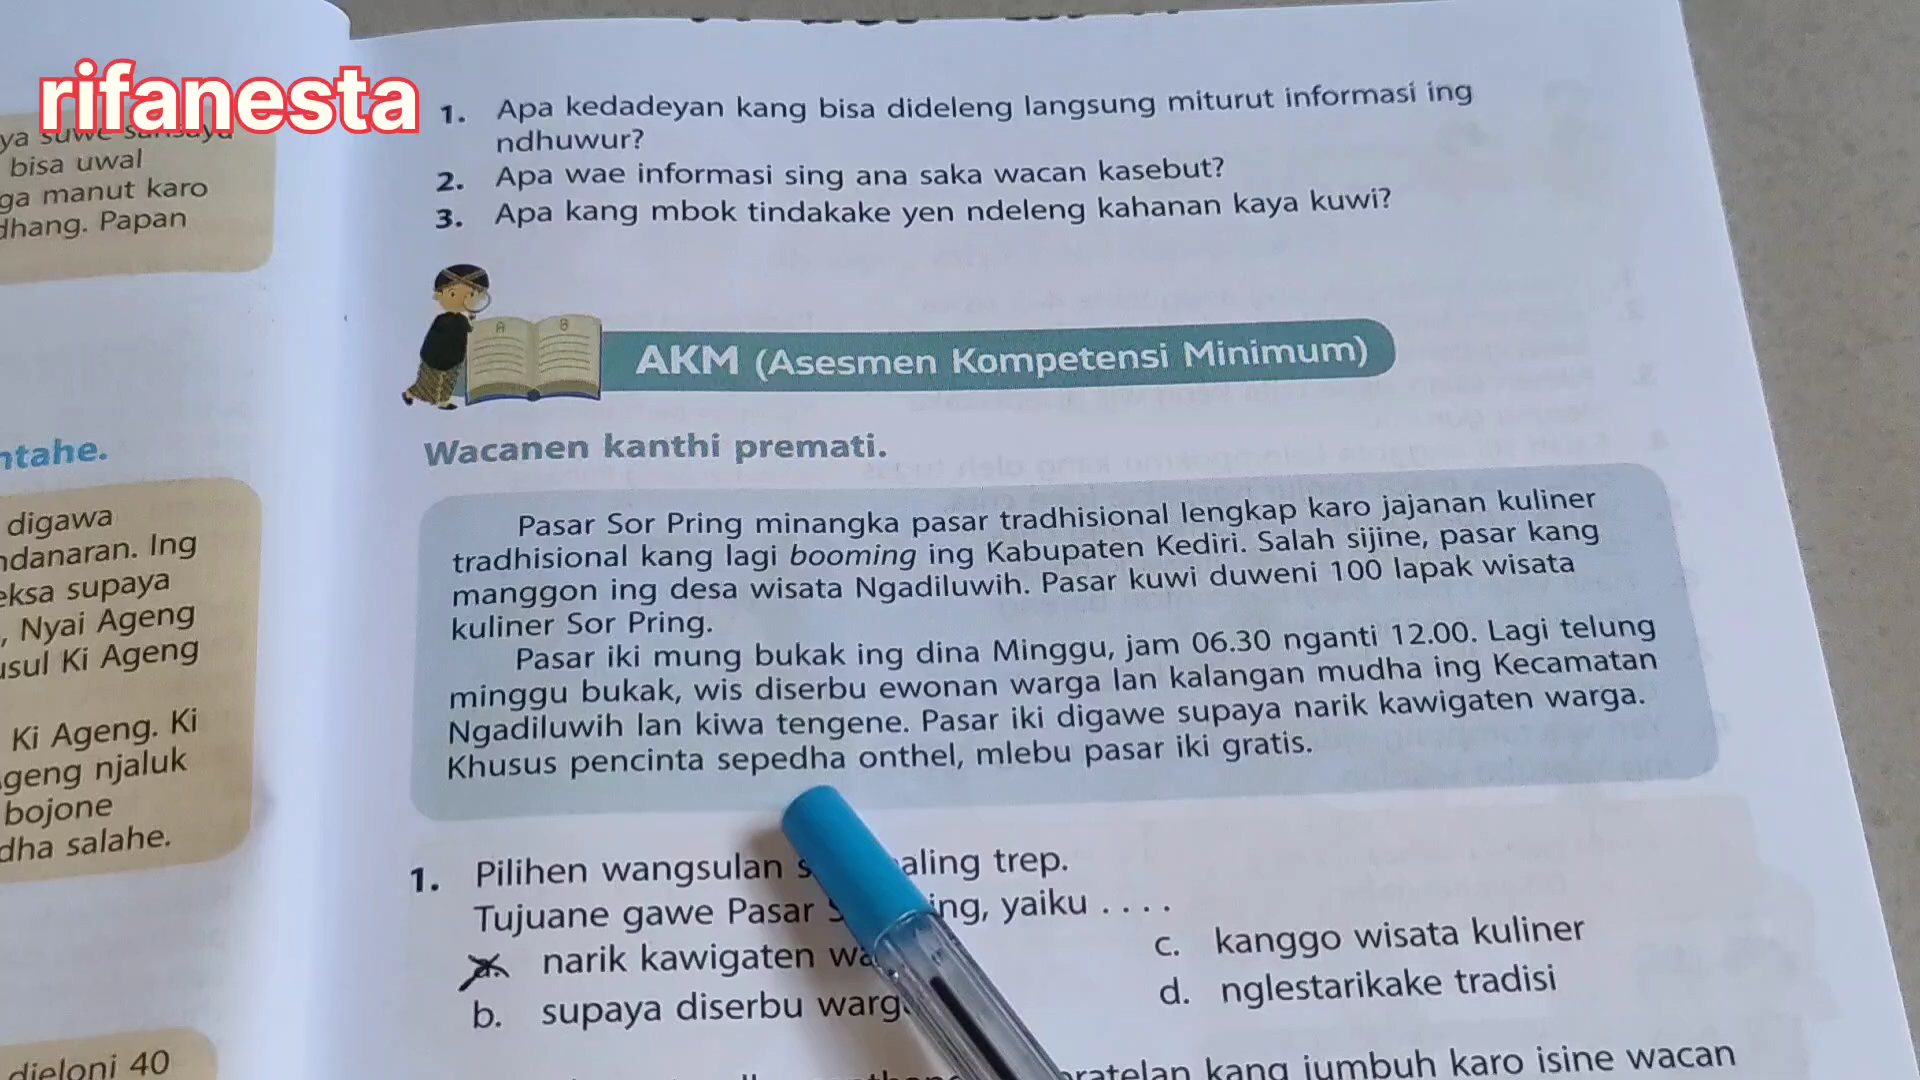 rifanesta
bisa uwal
manut karo
Papan
ntahe.
digawa
ndanaran. Ing
eksa supaya
, Nyai Ageng
usul Ki Ageng
Ki Ageng. Ki
geng njaluk
bojone
dha salahe.
dieloni 40
1. Apa kedadeyan kang bisa dideleng langsung miturut informasi ing
ndhuwur?
2. Apa wae informasi sing ana saka wacan kasebut?
3. Apa kang mbok tindakake yen ndeleng kahanan kaya kuwi?
A B
AKM (Asesmen Kompetensi Minimum)
Wacanen kanthi premati.
Pasar Sor Pring minangka pasar tradhisional lengkap karo jajanan kuliner
tradhisional kang lagi booming ing Kabupaten Kediri. Salah sijine, pasar kang
manggon ing desa wisata Ngadiluwih. Pasar kuwi duweni 100 lapak wisata
kuliner Sor Pring.
Pasar iki mung bukak ing dina Minggu, jam 06.30 nganti 12.00. Lagi telung
minggu bukak, wis diserbu ewonan warga lan kalangan mudha ing Kecamatan
Ngadiluwih lan kiwa tengene. Pasar iki digawe supaya narik kawigaten warga.
Khusus pencinta sepedha onthel, mlebu pasar iki gratis.
1. Pilihen wangsulan aling trep.
Tujuane gawe Pasar ing, yaiku . . . .
a. narik kawigaten
b. supaya diserbu
c. kanggo wisata kuliner
d. nglestarikake tradisi
kang jumbuh karo isine wacan